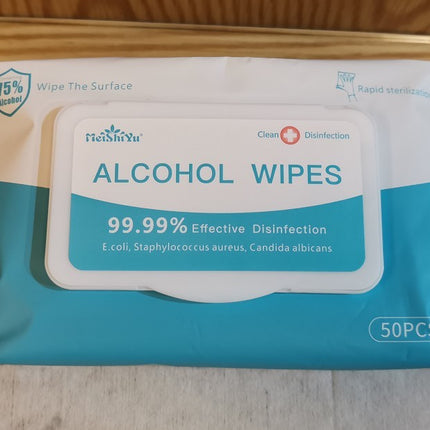 75%
Alcohol
Wipe The Surface
Rapid sterilization
MeiShiYu®
Clean Disinfection
ALCOHOL WIPES
99.99% Effective Disinfection
E.coli, Staphylococcus aureus, Candida albicans
50PCS